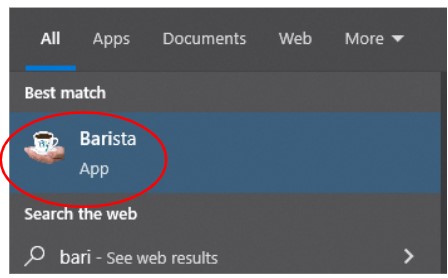 All Apps Documents Web More
Best match
Barista
App
Search the web
bari - See web results